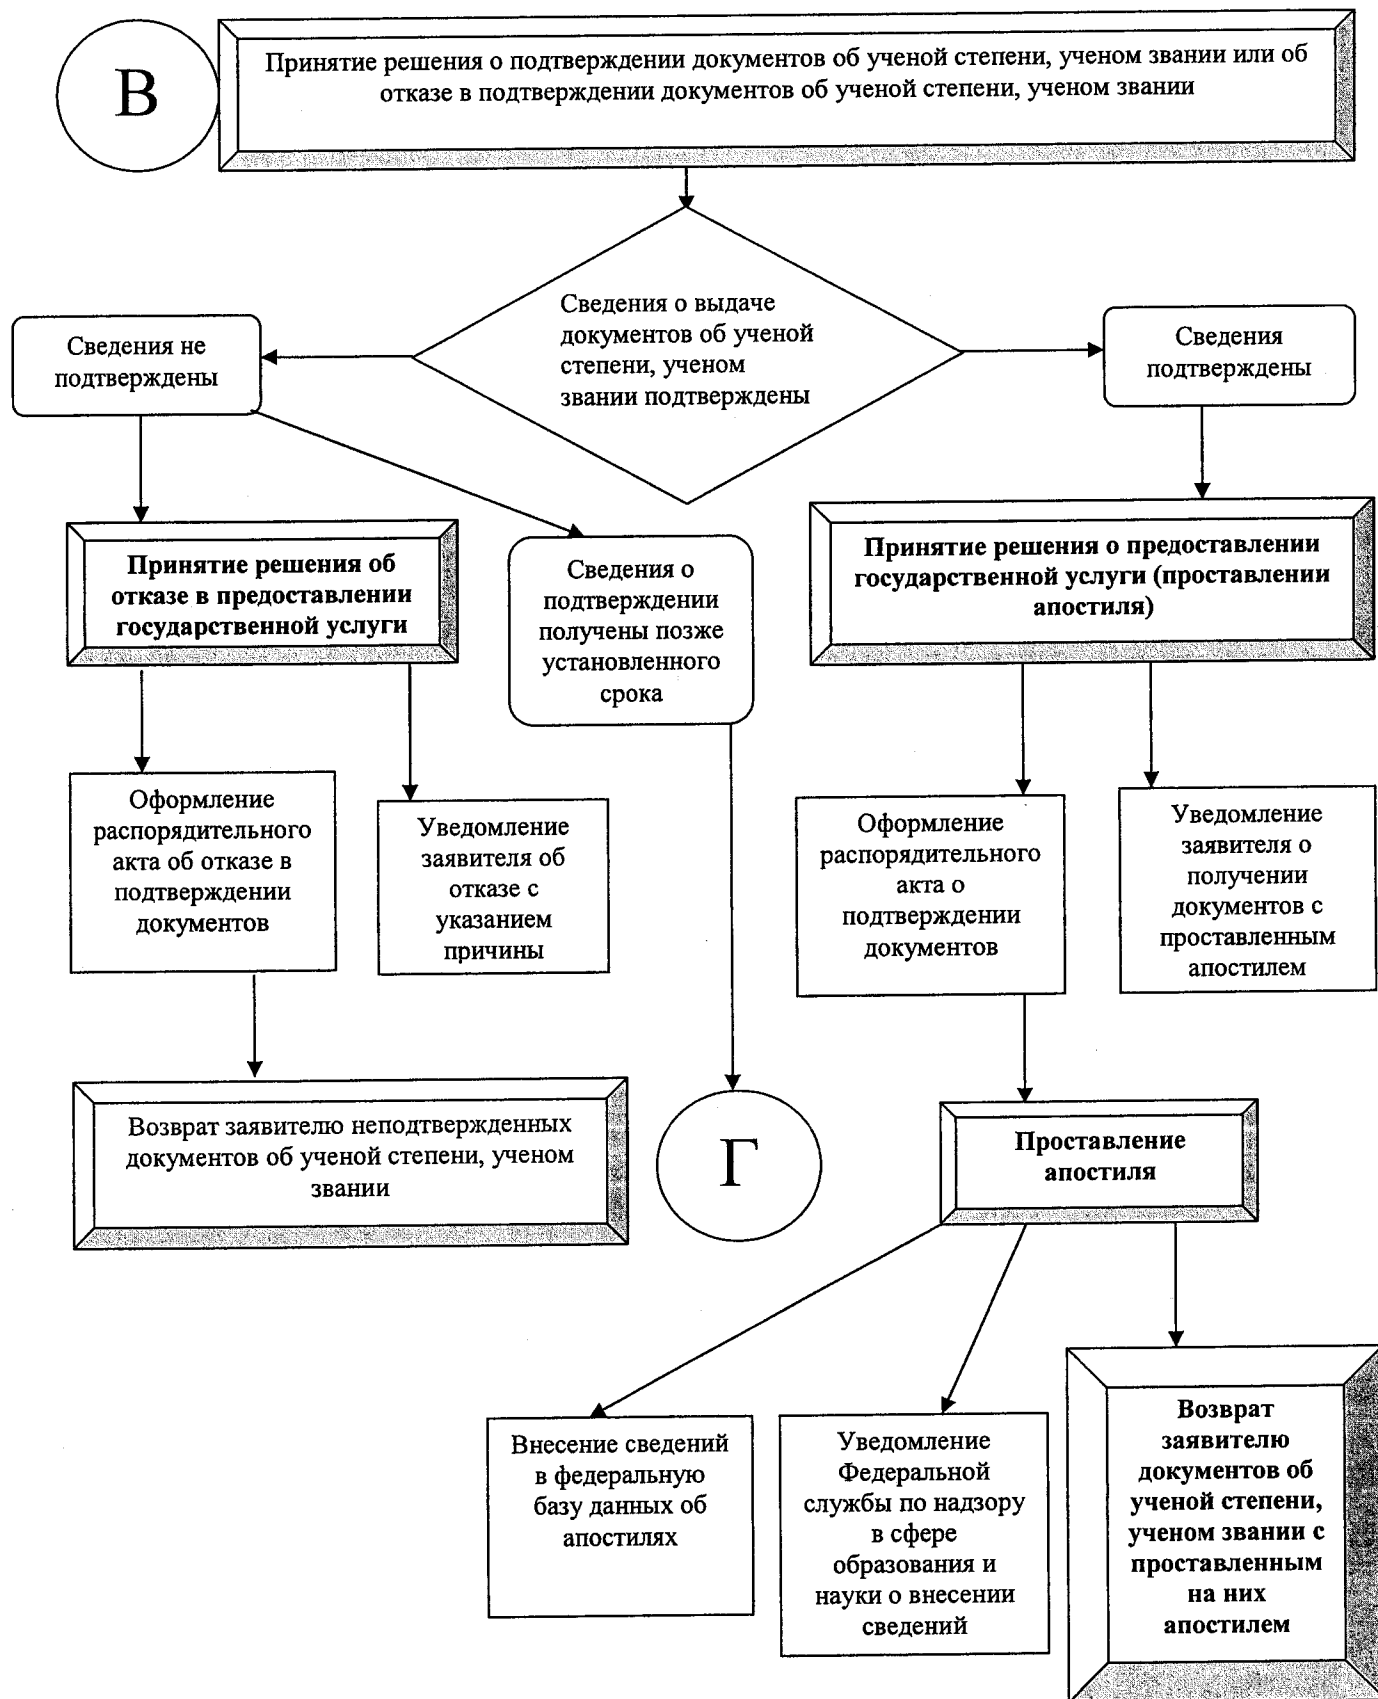 В
Принятие решения о подтверждении документов об ученой степени, ученом звании или об
отказе в подтверждении документов об ученой степени, ученом звании
Сведения о выдаче
документов об ученой
степени, ученом
звании подтверждены
Сведения не
подтверждены
Сведения
подтверждены
Принятие решения об
отказе в предоставлении
государственной услуги
Сведения о
подтверждении
получены позже
установленного
срока
Принятие решения о предоставлении
государственной услуги (проставлении
апостиля)
Оформление
распорядительного
акта об отказе в
подтверждении
документов
Уведомление
заявителя об
отказе с
указанием
причины
Оформление
распорядительного
акта о
подтверждении
документов
Уведомление
заявителя о
получении
документов с
проставленным
апостилем
Возврат заявителю неподтвержденных
документов об ученой степени, ученом
звании
Г
Проставление
апостиля
Внесение сведений
в федеральную
базу данных об
апостилях
Уведомление
Федеральной
службы по надзору
в сфере
образования и
науки о внесении
сведений
Возврат
заявителю
документов об
ученой степени,
ученом звании с
проставленным
на них
апостилем